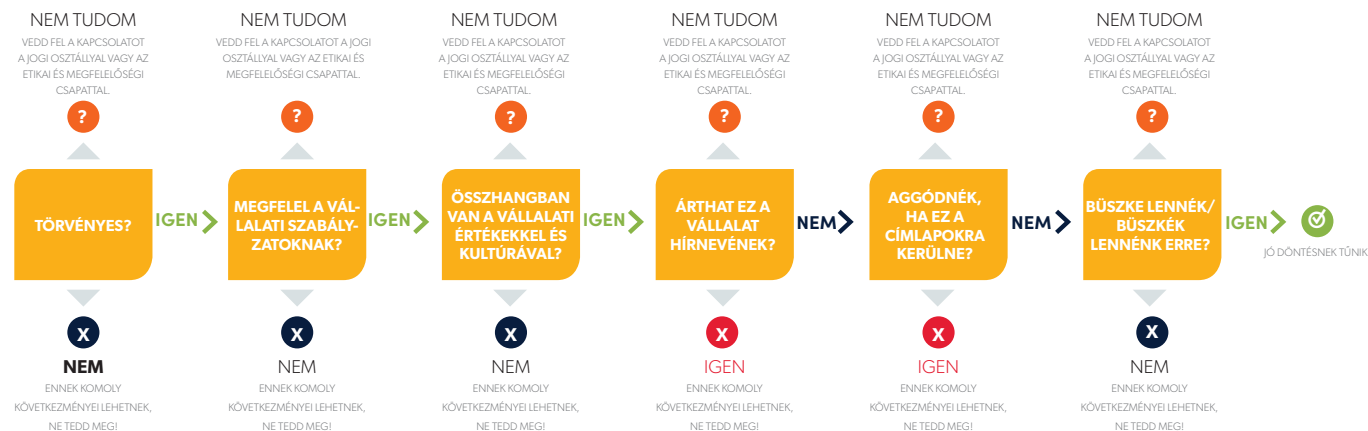 NEM TUDOM
VEDD FEL A KAPCSOLATOT
A JOGI OSZTÁLLYAL VAGY AZ
ETIKAI ÉS MEGFELELŐSÉGI
CSAPATTAL.
?
TÖRVÉNYES?
X
NEM
ENNEK KOMOLY
KÖVETKEZMÉNYEI LEHETNEK,
NE TEDD MEG!
IGEN
NEM TUDOM
VEDD FEL A KAPCSOLATOT A JOGI
OSZTÁLLYAL VAGY AZ ETIKAI ÉS
MEGFELELŐSÉGI CSAPATTAL.
?
MEGFELEL A VÁL-
LALATI SZABÁLY-
ZATOKNAK?
X
NEM
ENNEK KOMOLY
KÖVETKEZMÉNYEI LEHETNEK,
NE TEDD MEG!
IGEN
NEM TUDOM
VEDD FEL A KAPCSOLATOT
A JOGI OSZTÁLLYAL VAGY AZ
ETIKAI ÉS MEGFELELŐSÉGI
CSAPATTAL.
?
ÖSSZHANGBAN
VAN A VÁLLALATI
ÉRTÉKEKKEL ÉS
KULTÚRÁVAL?
X
NEM
ENNEK KOMOLY
KÖVETKEZMÉNYEI LEHETNEK,
NE TEDD MEG!
IGEN
NEM TUDOM
VEDD FEL A KAPCSOLATOT
A JOGI OSZTÁLLYAL VAGY AZ
ETIKAI ÉS MEGFELELŐSÉGI
CSAPATTAL.
?
ÁRTHAT EZ A
VÁLLALAT
HÍRNEVÉNEK?
X
IGEN
ENNEK KOMOLY
KÖVETKEZMÉNYEI LEHETNEK,
NE TEDD MEG!
NEM
NEM TUDOM
VEDD FEL A KAPCSOLATOT
A JOGI OSZTÁLLYAL VAGY AZ
ETIKAI ÉS MEGFELELŐSÉGI
CSAPATTAL.
?
AGGÓDNÉK,
HA EZ A
CÍMLAPOKRA
KERÜLNE?
X
IGEN
ENNEK KOMOLY
KÖVETKEZMÉNYEI LEHETNEK,
NE TEDD MEG!
NEM
NEM TUDOM
VEDD FEL A KAPCSOLATOT
A JOGI OSZTÁLLYAL VAGY AZ
ETIKAI ÉS MEGFELELŐSÉGI
CSAPATTAL.
?
BÜSZKE LENNÉK/
BÜSZKÉK
LENNÉNK ERRE?
X
NEM
ENNEK KOMOLY
KÖVETKEZMÉNYEI LEHETNEK,
NE TEDD MEG!
IGEN
JÓ DÖNTÉSNEK TŰNIK